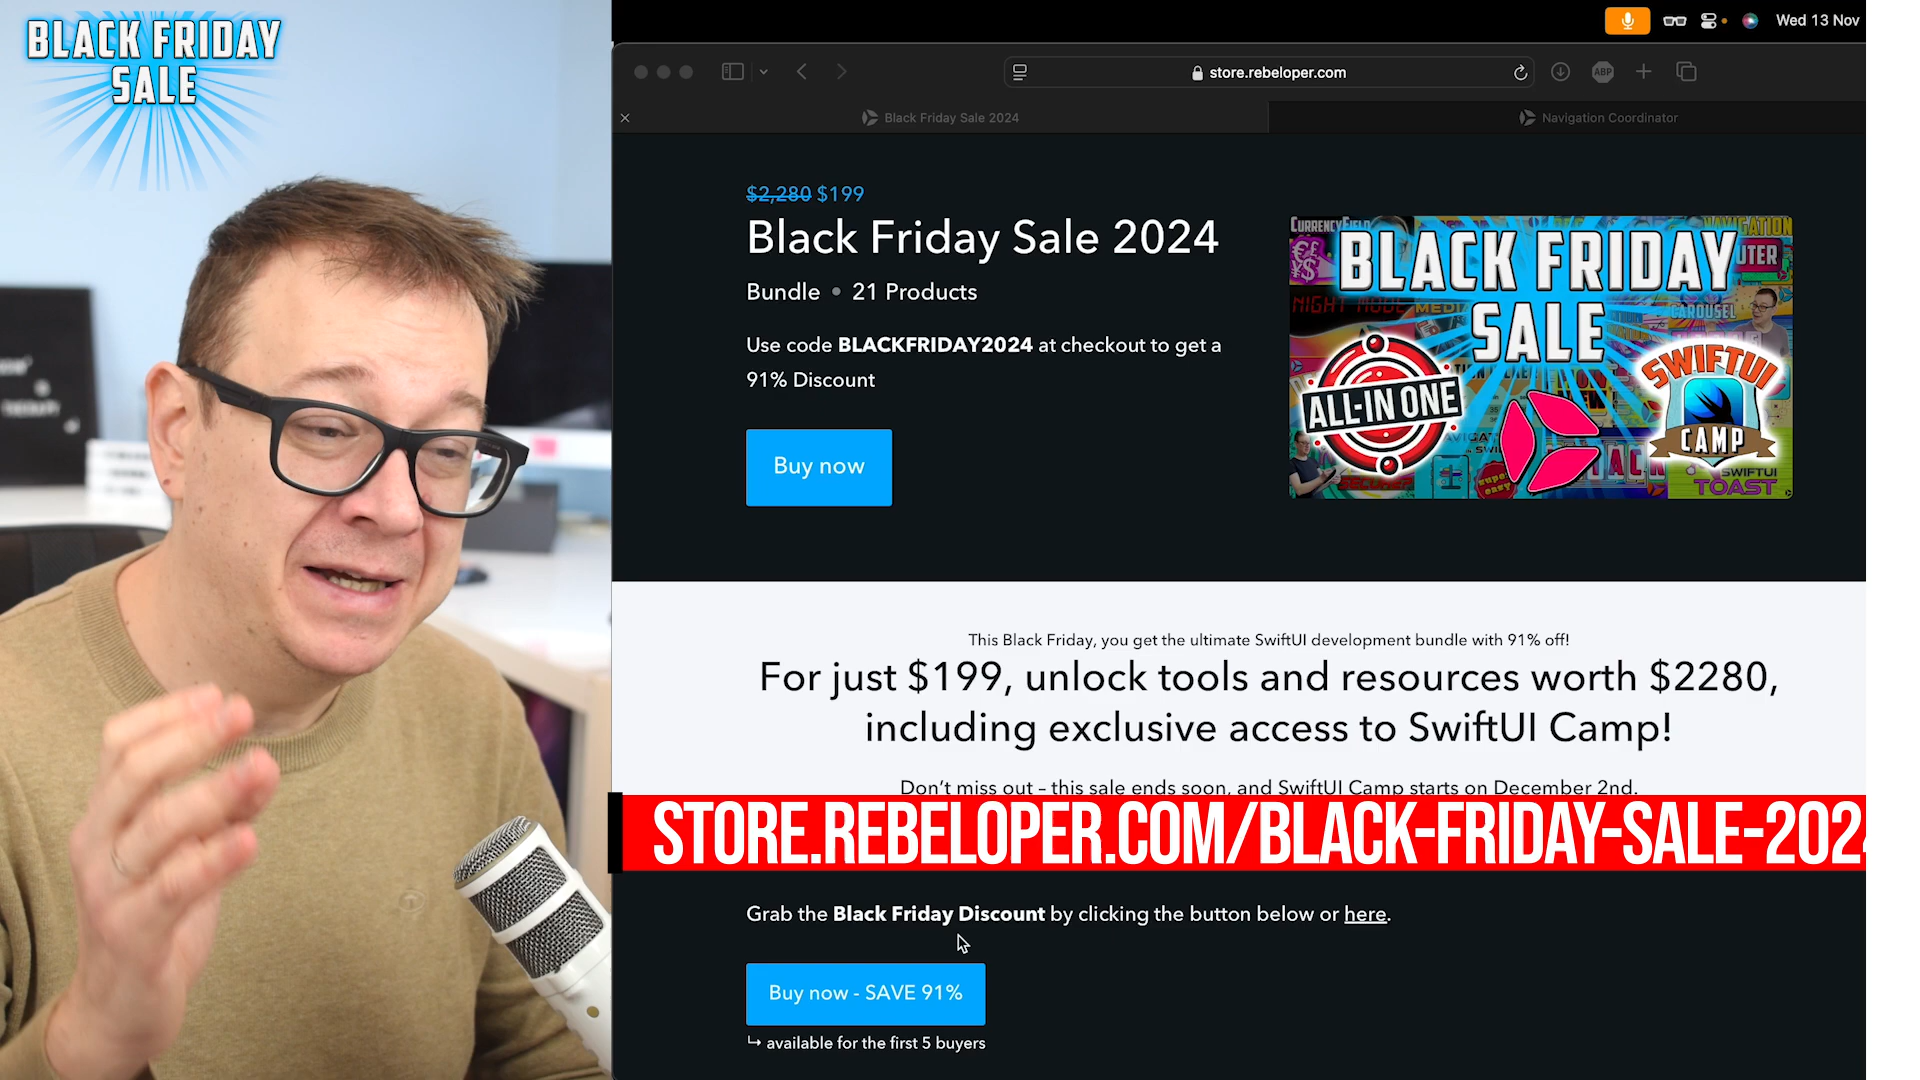 BLACK FRIDAY
SALE
Wed 13 Nov
store.rebeloper.com
ABP
Black Friday Sale 2024
Navigation Coordinator
$2,280 $199
Black Friday Sale 2024
Bundle • 21 Products
Use code BLACKFRIDAY2024 at checkout to get a
91% Discount
Buy now
CURRENCYFIELD
BLACK FRIDAY
SALE
NIGHT MODE
CAROUSEL
ALL-IN ONE
SWIFTUI
CAMP
SWIFTUI
TOAST
This Black Friday, you get the ultimate SwiftUI development bundle with 91% off!
For just $199, unlock tools and resources worth $2280,
including exclusive access to SwiftUI Camp!
Don’t miss out – this sale ends soon, and SwiftUI Camp starts on December 2nd.
STORE.REBELOPER.COM/BLACK-FRIDAY-SALE-2024
Grab the Black Friday Discount by clicking the button below or here.
Buy now - SAVE 91%
↪ available for the first 5 buyers